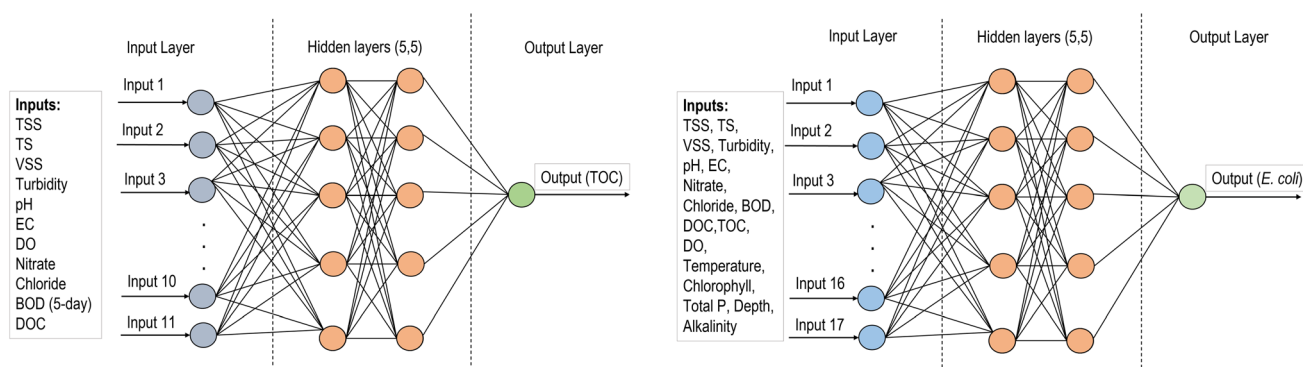 Input Layer
Hidden layers (5,5)
Output Layer
Inputs:
TSS
TS
VSS
Turbidity
pH
EC
DO
Nitrate
Chloride
BOD (5-day)
DOC
Input 1
Input 2
Input 3
.
.
.
Input 10
Input 11
Output (TOC)
Input Layer
Hidden layers (5,5)
Output Layer
Inputs:
TSS, TS,
VSS, Turbidity,
pH, EC,
Nitrate,
Chloride, BOD,
DOC,TOC,
DO,
Temperature,
Chlorophyll,
Total P, Depth,
Alkalinity
Input 1
Input 2
Input 3
.
.
.
Input 16
Input 17
Output (E. coli)